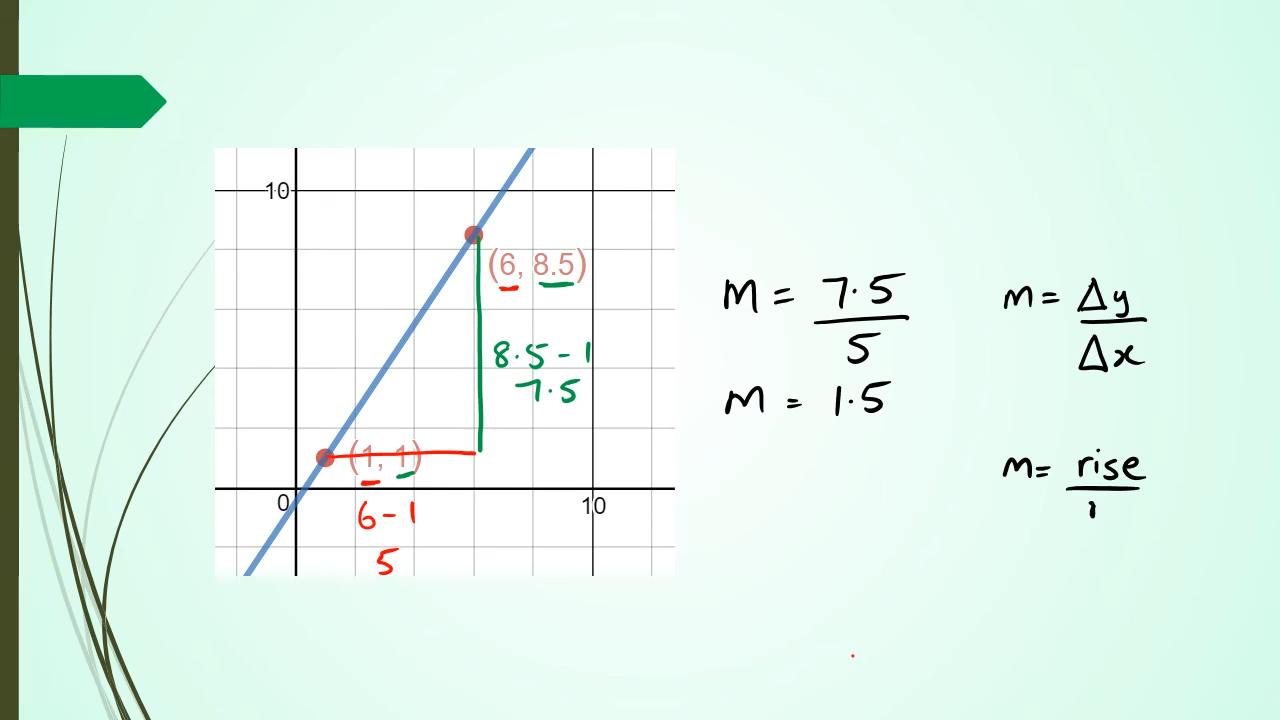 10
(6, 8.5)
8.5 - 1
7.5
(1, 1)
0
10
6 - 1
5
m = 7.5
5
m = 1.5
m = Δy
Δx
m = rise